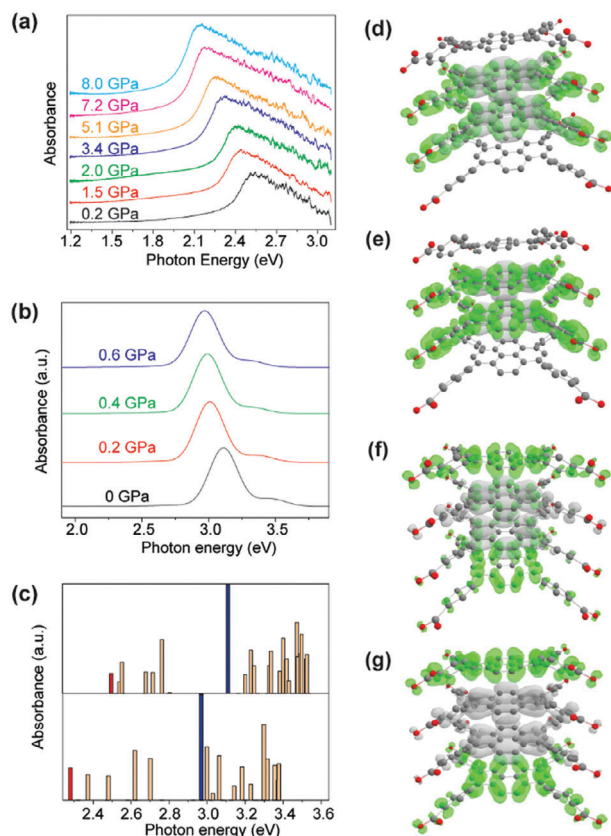 (a)
Absorbance
8.0 GPa
7.2 GPa
5.1 GPa
3.4 GPa
2.0 GPa
1.5 GPa
0.2 GPa
1.2 1.5 1.8 2.1 2.4 2.7 3.0
Photon Energy (eV)
(b)
Absorbance (a.u.)
0.6 GPa
0.4 GPa
0.2 GPa
0 GPa
2.0 2.5 3.0 3.5
Photon energy (eV)
(c)
Absorbance (a.u.)
2.4 2.6 2.8 3.0 3.2 3.4 3.6
Photon energy (eV)
(d)
(e)
(f)
(g)